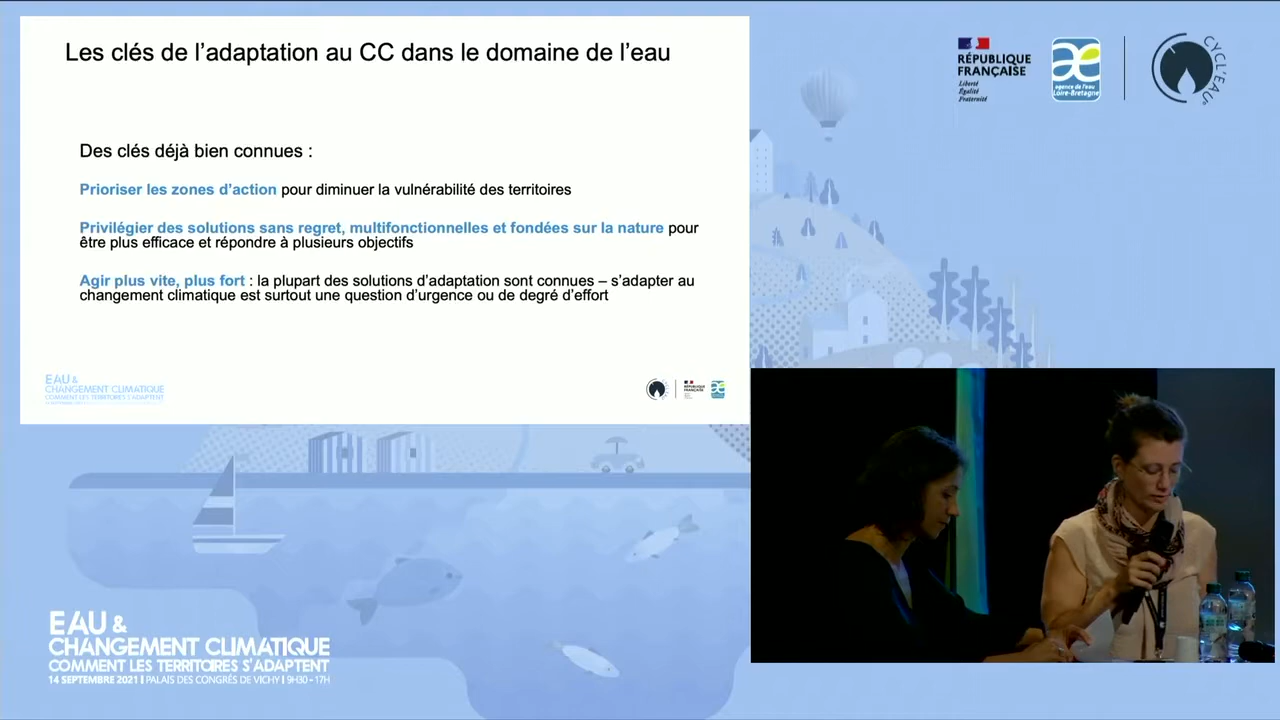 Les clés de l’adaptation au CC dans le domaine de l’eau
Des clés déjà bien connues :
Prioriser les zones d’action pour diminuer la vulnérabilité des territoires
Privilégier des solutions sans regret, multifonctionnelles et fondées sur la nature pour
être plus efficace et répondre à plusieurs objectifs
Agir plus vite, plus fort : la plupart des solutions d’adaptation sont connues – s’adapter au
changement climatique est surtout une question d’urgence ou de degré d’effort
EAU &
CHANGEMENT CLIMATIQUE
COMMENT LES TERRITOIRES S'ADAPTENT
RÉPUBLIQUE
FRANÇAISE
Liberté
Égalité
Fraternité
agence de l'eau
Loire-Bretagne
CYCL'EAU
EAU &
CHANGEMENT CLIMATIQUE
COMMENT LES TERRITOIRES S'ADAPTENT
14 SEPTEMBRE 2021 I PALAIS DES CONGRÈS DE VICHY I 9H30 - 17H